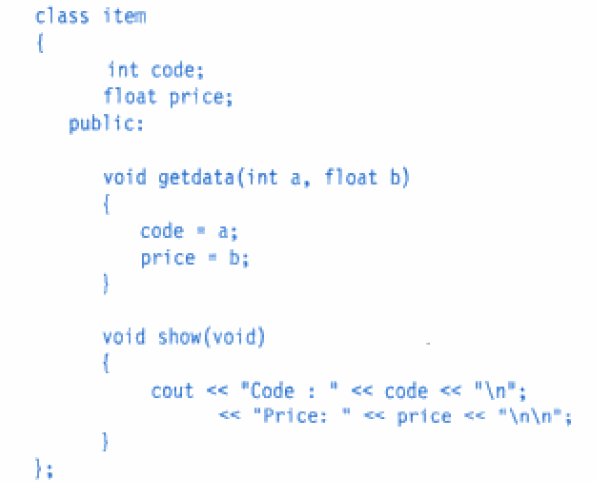 class item
{
int code;
float price;
public:
void getdata(int a, float b)
{
code = a;
price = b;
}
void show(void)
{
cout << "Code : " << code << "\n";
<< "Price: " << price << "\n\n";
}
};